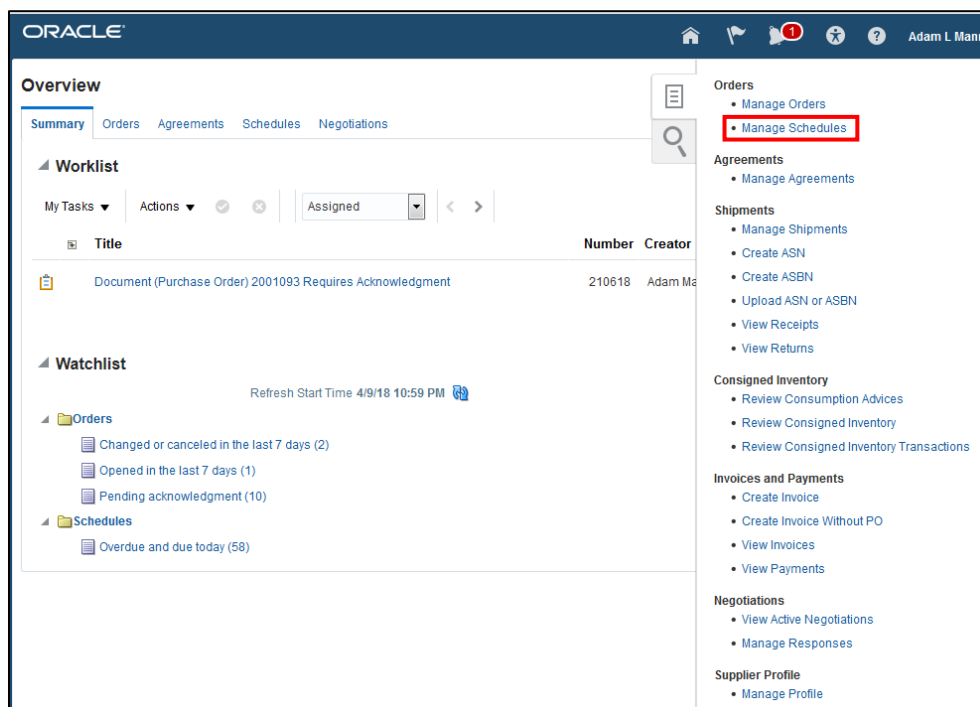 ORACLE
1
Adam L Man
Overview
Summary Orders Agreements Schedules Negotiations
Worklist
My Tasks Actions Assigned
Title Number Creator
Document (Purchase Order) 2001093 Requires Acknowledgment 210618 Adam Ma
Watchlist
Refresh Start Time 4/9/18 10:59 PM
Orders
Changed or canceled in the last 7 days (2)
Opened in the last 7 days (1)
Pending acknowledgment (10)
Schedules
Overdue and due today (58)
Orders
• Manage Orders
• Manage Schedules
Agreements
• Manage Agreements
Shipments
• Manage Shipments
• Create ASN
• Create ASBN
• Upload ASN or ASBN
• View Receipts
• View Returns
Consigned Inventory
• Review Consumption Advices
• Review Consigned Inventory
• Review Consigned Inventory Transactions
Invoices and Payments
• Create Invoice
• Create Invoice Without PO
• View Invoices
• View Payments
Negotiations
• View Active Negotiations
• Manage Responses
Supplier Profile
• Manage Profile